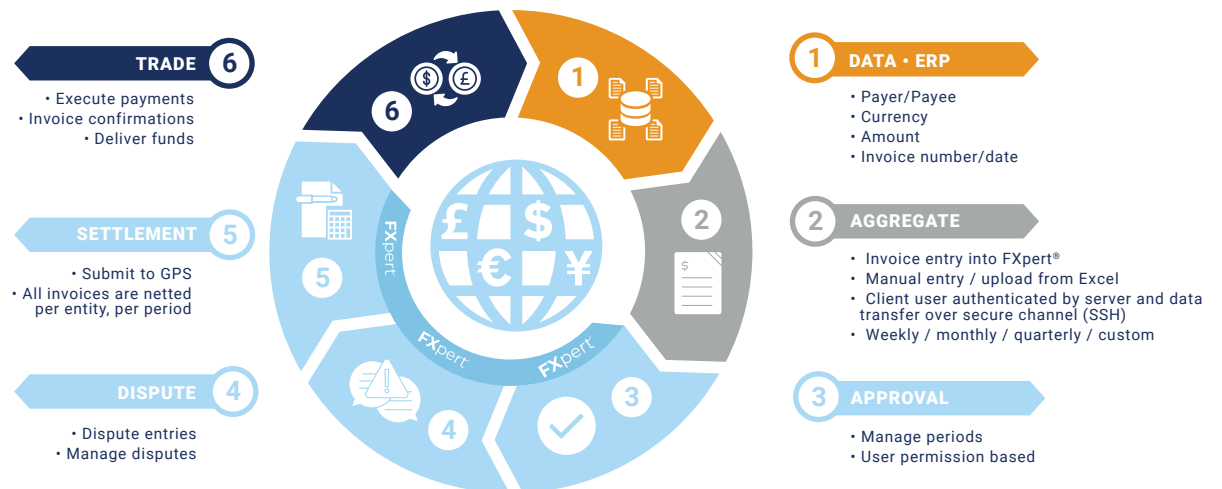 TRADE 6
• Execute payments
• Invoice confirmations
• Deliver funds
SETTLEMENT 5
• Submit to GPS
• All invoices are netted
per entity, per period
DISPUTE 4
• Dispute entries
• Manage disputes
6
$ £
1
2
$
3
4
5
FXpert
FXpert
FXpert
£ $
€ ¥
1 DATA • ERP
• Payer/Payee
• Currency
• Amount
• Invoice number/date
2 AGGREGATE
• Invoice entry into FXpert®
• Manual entry / upload from Excel
• Client user authenticated by server and data
transfer over secure channel (SSH)
• Weekly / monthly / quarterly / custom
3 APPROVAL
• Manage periods
• User permission based